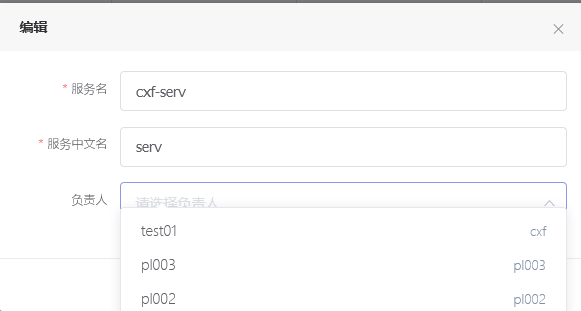 编辑
* 服务名
cxf-serv
* 服务中文名
serv
负责人
请选择负责人
test01 cxf
pl003 pl003
pl002 pl002